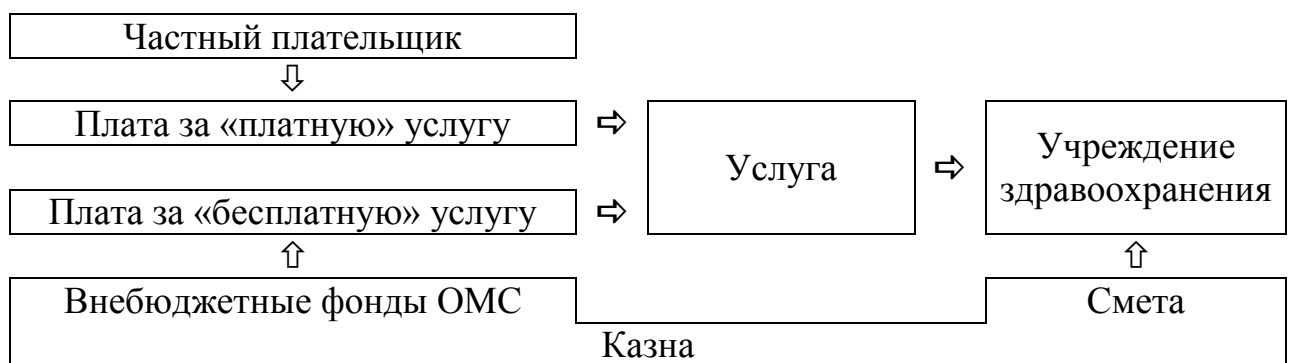 Частный плательщик
Плата за «платную» услугу
Услуга
Учреждение
здравоохранения
Плата за «бесплатную» услугу
Внебюджетные фонды ОМС
Смета
Казна